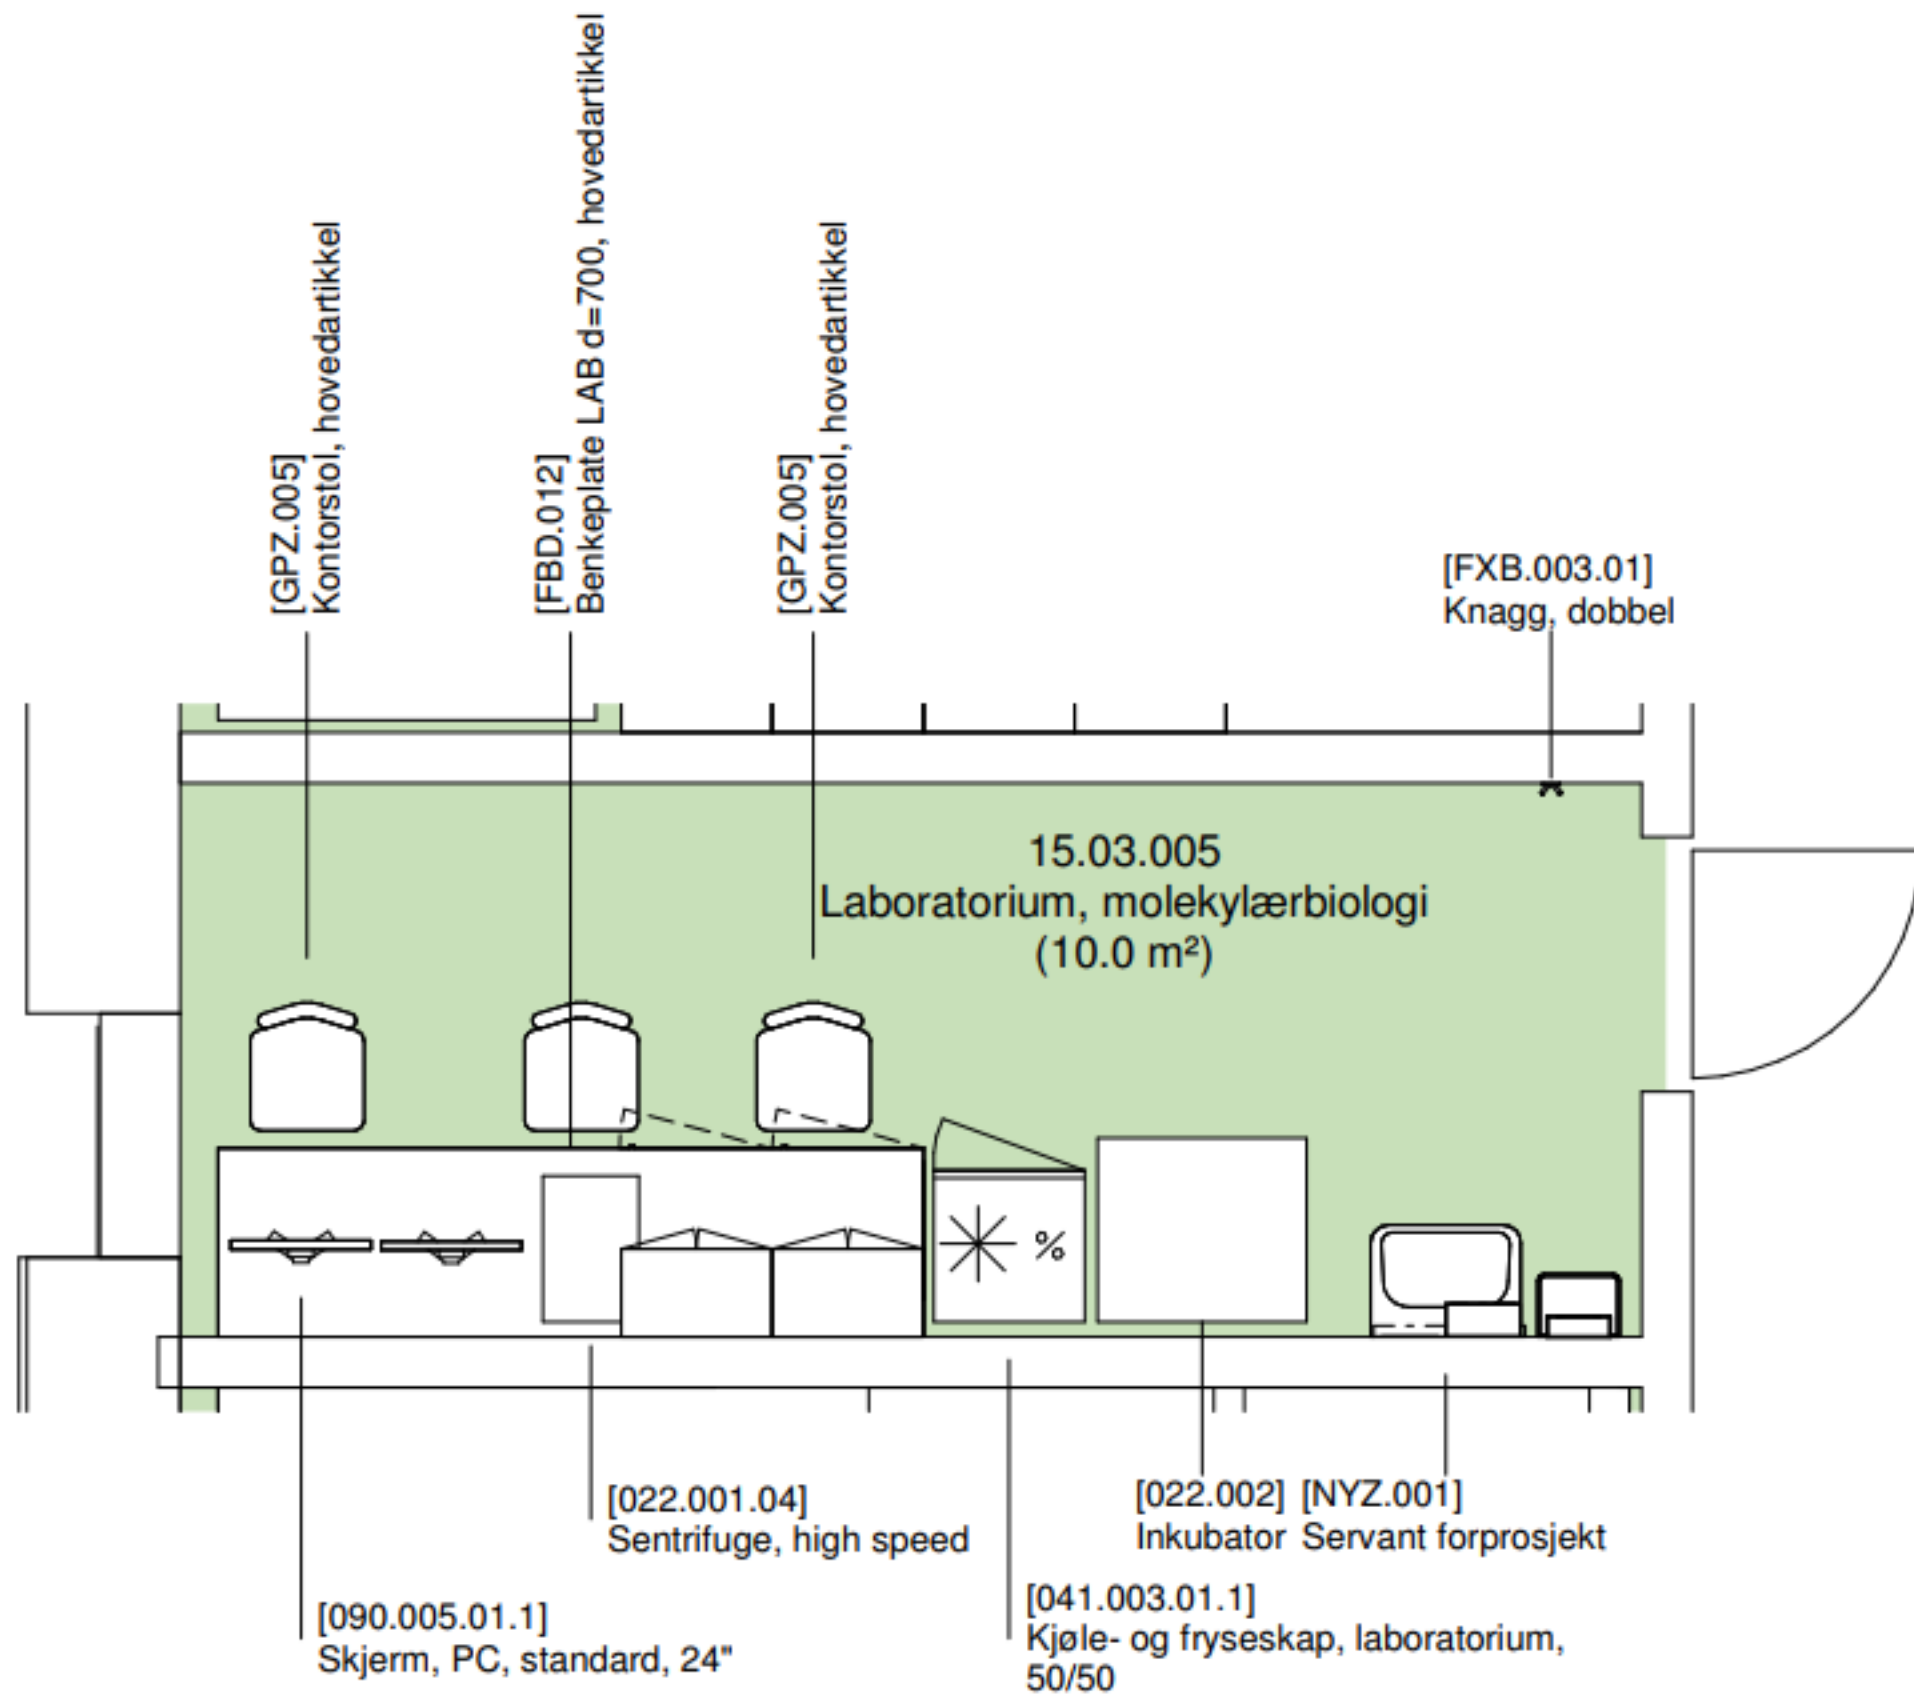 [GPZ.005]
Kontorstol, hovedartikkel
[FBD.012]
Benkeplate LAB d=700, hovedartikkel
[GPZ.005]
Kontorstol, hovedartikkel
[FXB.003.01]
Knagg, dobbel
15.03.005
Laboratorium, molekylærbiologi
(10.0 m²)
%
[022.001.04]
Sentrifuge, high speed
[022.002]
Inkubator
[NYZ.001]
Servant forprosjekt
[090.005.01.1]
Skjerm, PC, standard, 24"
[041.003.01.1]
Kjøle- og fryseskap, laboratorium,
50/50